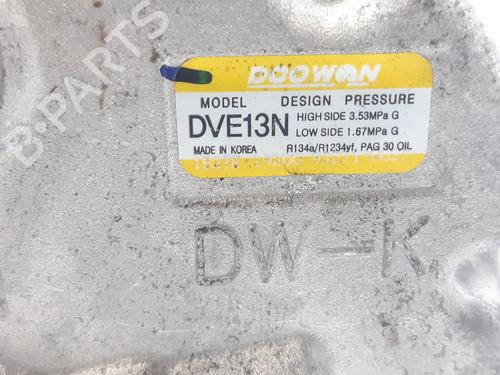 DOOWON
MODEL DESIGN PRESSURE
DVE13N HIGH SIDE 3.53MPa G
LOW SIDE 1.67MPa G
MADE IN KOREA R134a/R1234yf, PAG 30 OIL
DW-K
B-PARTS